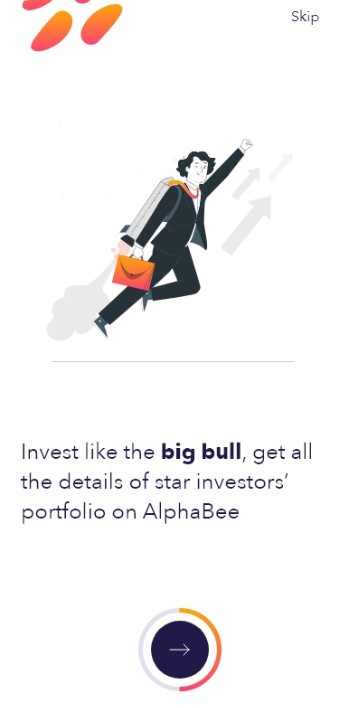 Skip
Invest like the big bull, get all
the details of star investors’
portfolio on AlphaBee